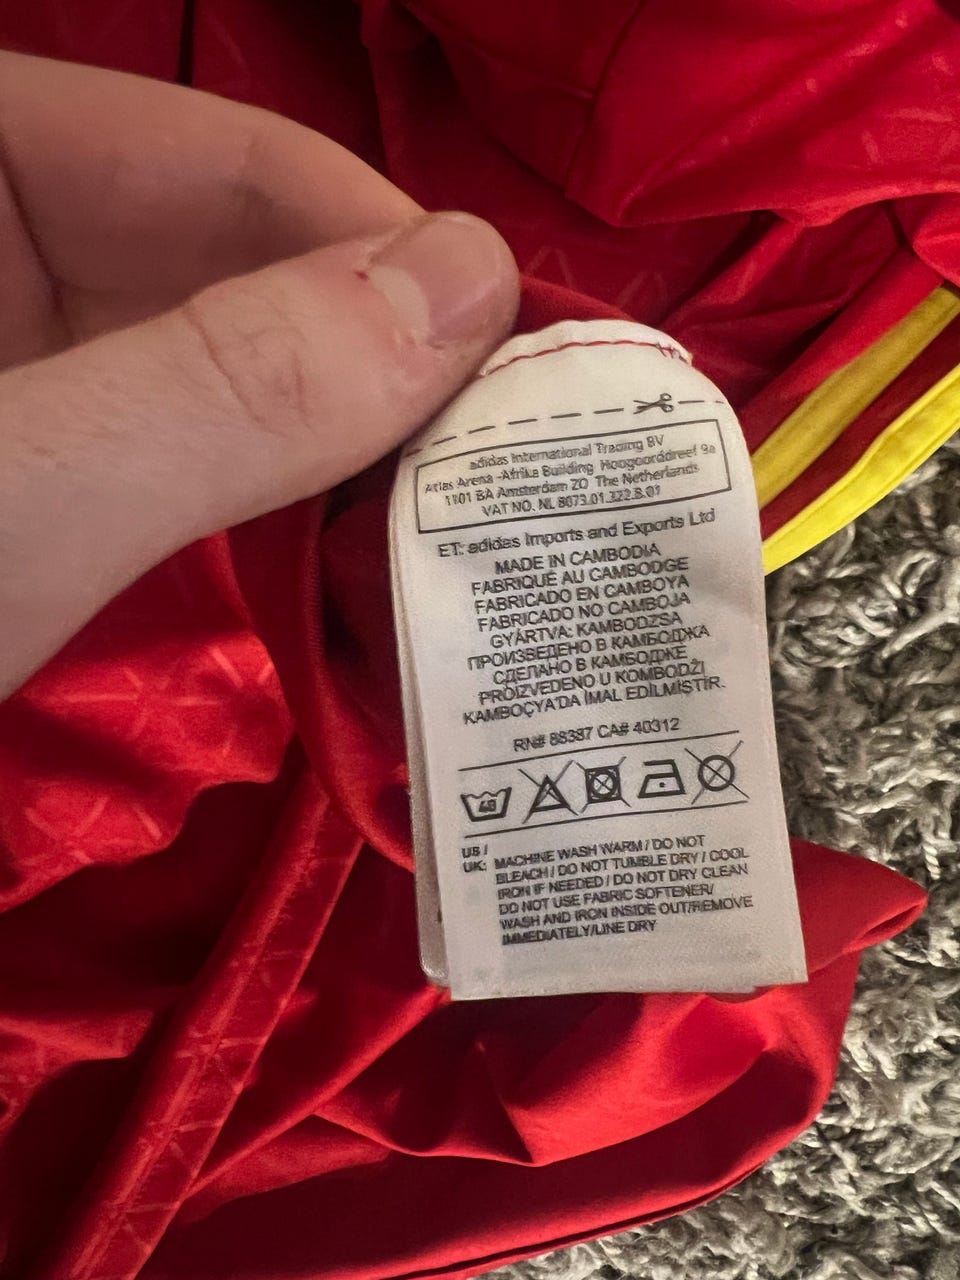 adidas International Trading BV
Atlas Arena -Afrika Building Hoogoorddreef 9a
1101 BA Amsterdam ZO The Netherlands
VAT NO. NL 8073.01.322.B.01
ET: adidas Imports and Exports Ltd
MADE IN CAMBODIA
FABRIQUÉ AU CAMBODGE
FABRICADO EN CAMBOYA
FABRICADO NO CAMBOJA
GYÁRTVA: KAMBODZSA
ПРОИЗВЕДЕНО В КАМБОДЖА
СДЕЛАНО В КАМБОДЖЕ
PROIZVEDENO U KOMBODŽI
KAMBOÇYA'DA İMAL EDİLMİŞTİR.
RN# 88387 CA# 40312
40
US /
UK: MACHINE WASH WARM / DO NOT
BLEACH / DO NOT TUMBLE DRY / COOL
IRON IF NEEDED / DO NOT DRY CLEAN
DO NOT USE FABRIC SOFTENER/
WASH AND IRON INSIDE OUT/REMOVE
IMMEDIATELY/LINE DRY